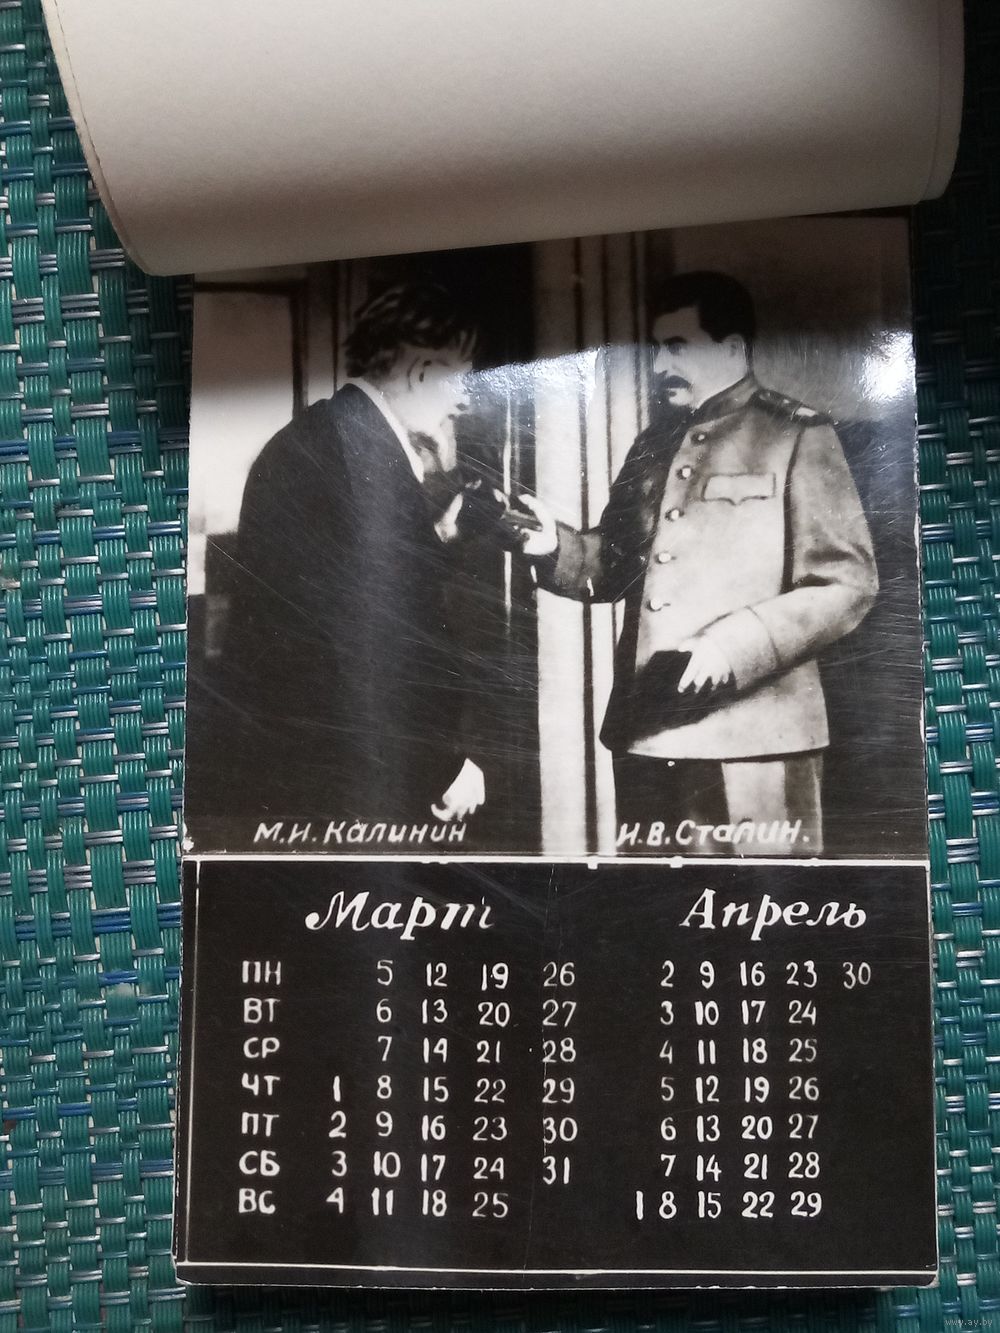 М.И. Калинин И.В. Сталин.
Март Апрель
ПН 5 12 19 26 2 9 16 23 30
ВТ 6 13 20 27 3 10 17 24
СР 7 14 21 28 4 11 18 25
ЧТ 1 8 15 22 29 5 12 19 26
ПТ 2 9 16 23 30 6 13 20 27
СБ 3 10 17 24 31 7 14 21 28
ВС 4 11 18 25 1 8 15 22 29
www.ay.by